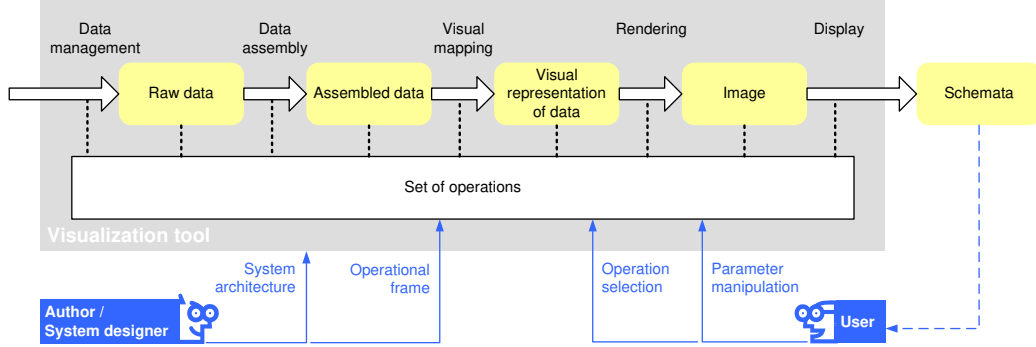 Data
management
Data
assembly
Visual
mapping
Rendering
Display
Raw data
Assembled data
Visual
representation
of data
Image
Schemata
Set of operations
Visualization tool
System
architecture
Operational
frame
Operation
selection
Parameter
manipulation
Author /
System designer
User